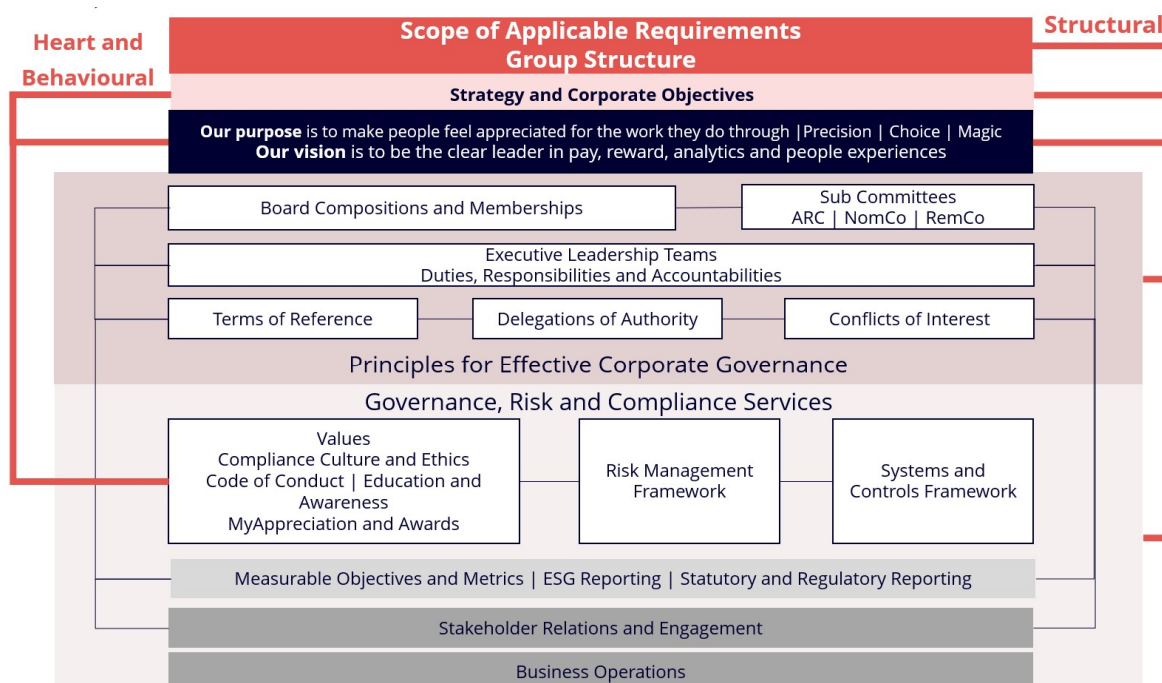 Heart and
Behavioural
Scope of Applicable Requirements
Group Structure
Structural
Strategy and Corporate Objectives
Our purpose is to make people feel appreciated for the work they do through |Precision | Choice | Magic
Our vision is to be the clear leader in pay, reward, analytics and people experiences
Board Compositions and Memberships
Sub Committees
ARC | NomCo | RemCo
Executive Leadership Teams
Duties, Responsibilities and Accountabilities
Terms of Reference
Delegations of Authority
Conflicts of Interest
Principles for Effective Corporate Governance
Governance, Risk and Compliance Services
Values
Compliance Culture and Ethics
Code of Conduct | Education and
Awareness
MyAppreciation and Awards
Risk Management
Framework
Systems and
Controls Framework
Measurable Objectives and Metrics | ESG Reporting | Statutory and Regulatory Reporting
Stakeholder Relations and Engagement
Business Operations